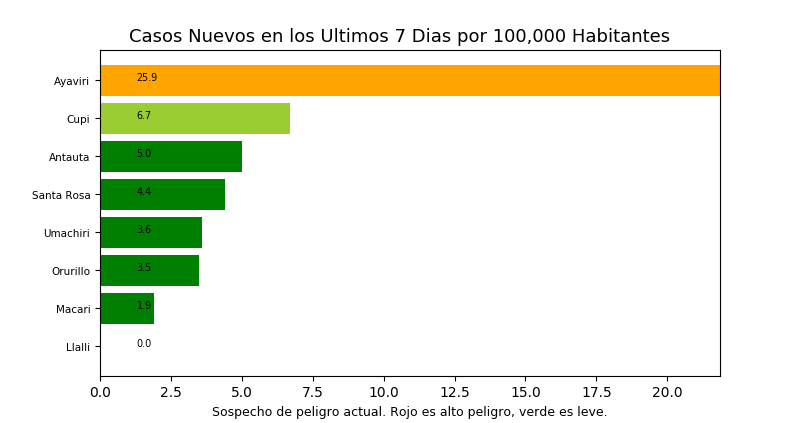 Casos Nuevos en los Ultimos 7 Dias por 100,000 Habitantes
Ayaviri 25.9
Cupi 6.7
Antauta 5.0
Santa Rosa 4.4
Umachiri 3.6
Orurillo 3.5
Macari 1.9
Llalli 0.0
0.0 2.5 5.0 7.5 10.0 12.5 15.0 17.5 20.0
Sospecho de peligro actual. Rojo es alto peligro, verde es leve.